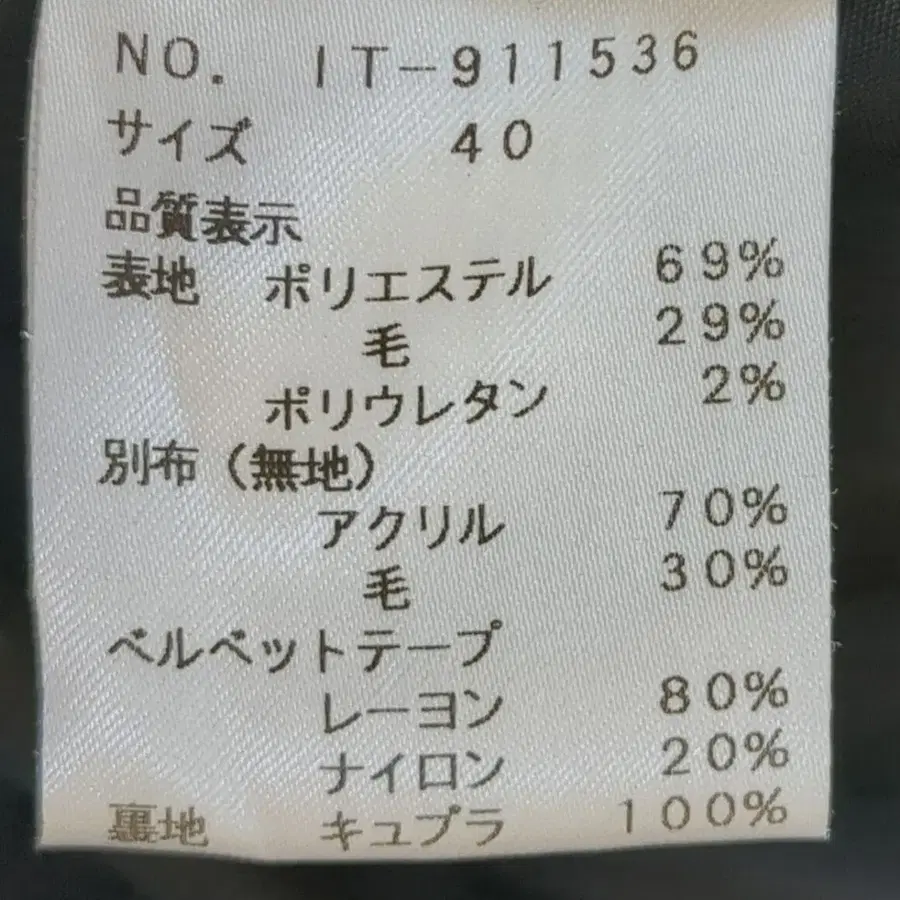 NO. IT-911536
サイズ 40
品質表示
表地 ポリエステル 69%
毛 29%
ポリウレタン 2%
別布（無地）
アクリル 70%
毛 30%
ベルベットテープ
レーヨン 80%
ナイロン 20%
裏地 キュプラ 100%